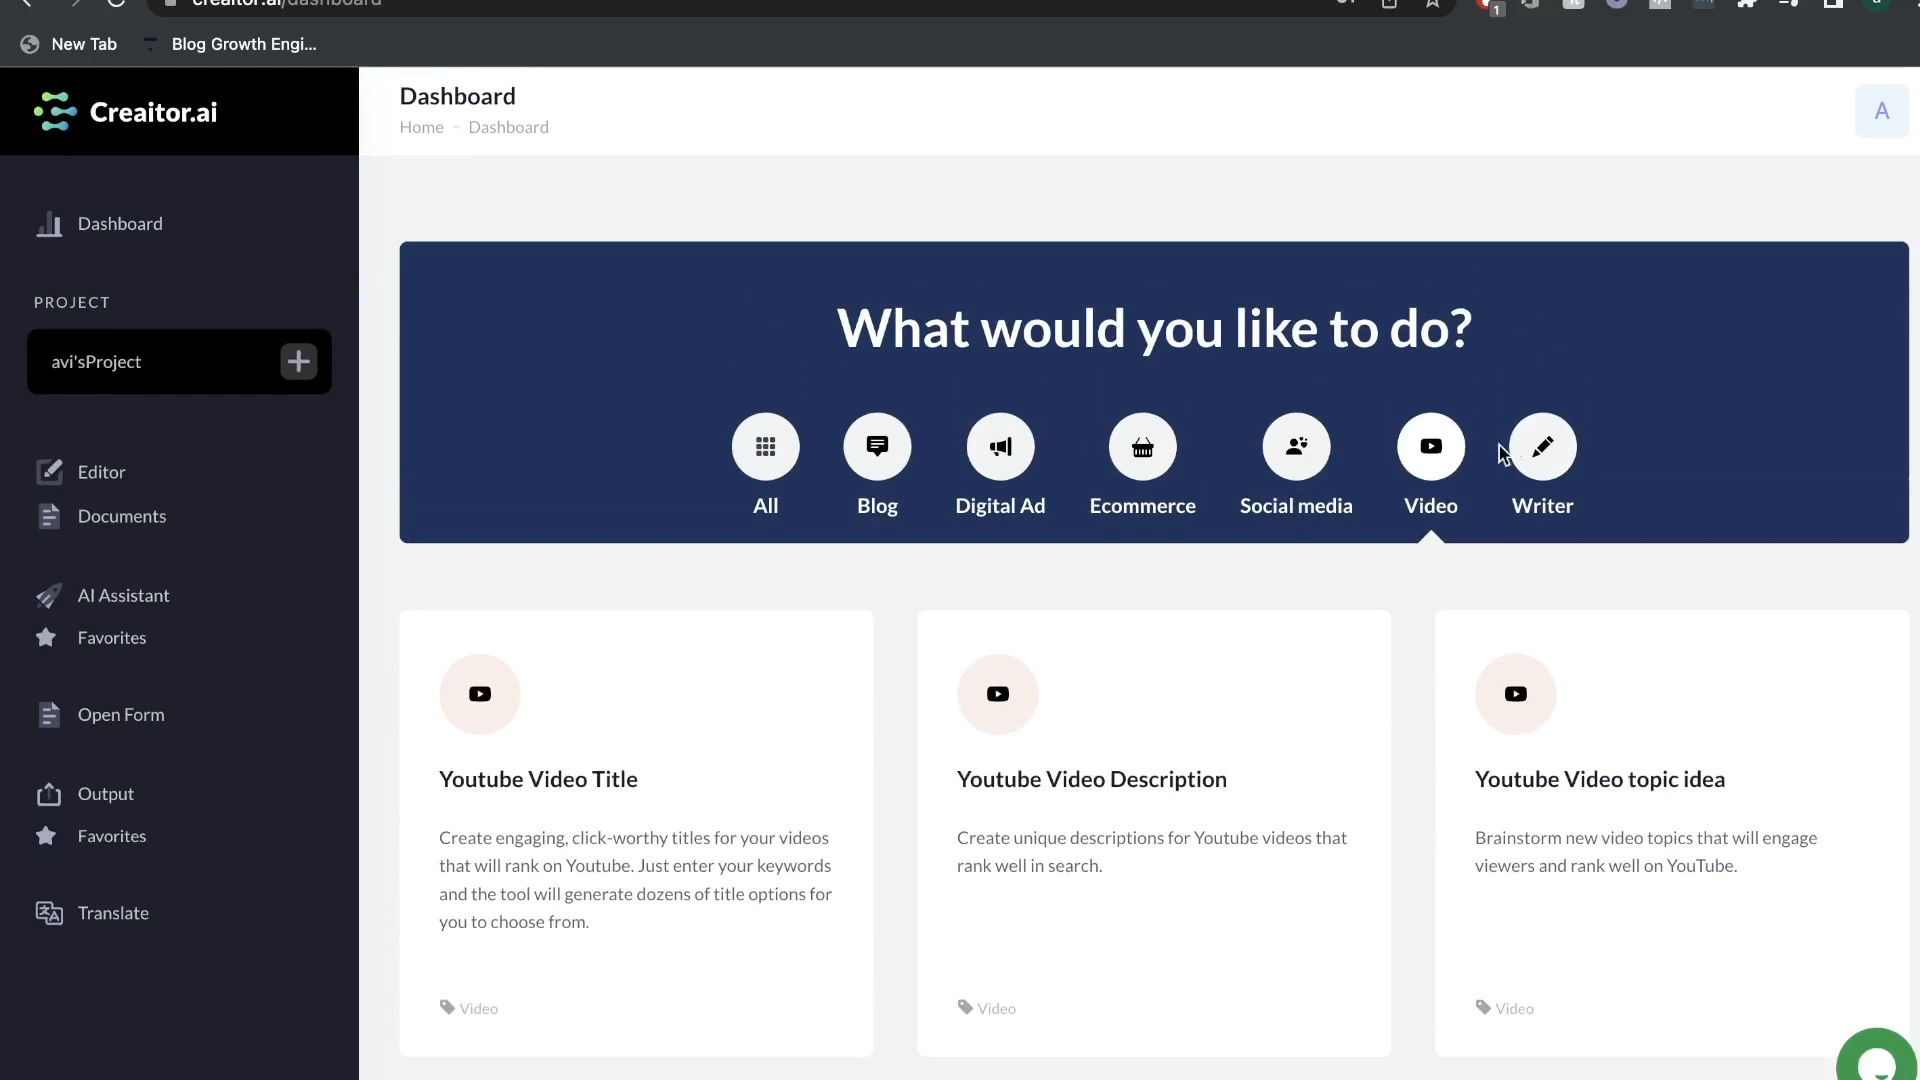 creaitor.ai/dashboard
1
New Tab
Blog Growth Engi...
Creaitor.ai
Dashboard
Home - Dashboard
A
Dashboard
PROJECT
avi'sProject
Editor
Documents
AI Assistant
Favorites
Open Form
Output
Favorites
Translate
What would you like to do?
All
Blog
Digital Ad
Ecommerce
Social media
Video
Writer
Youtube Video Title
Create engaging, click-worthy titles for your videos
that will rank on Youtube. Just enter your keywords
and the tool will generate dozens of title options for
you to choose from.
Video
Youtube Video Description
Create unique descriptions for Youtube videos that
rank well in search.
Video
Youtube Video topic idea
Brainstorm new video topics that will engage
viewers and rank well on YouTube.
Video